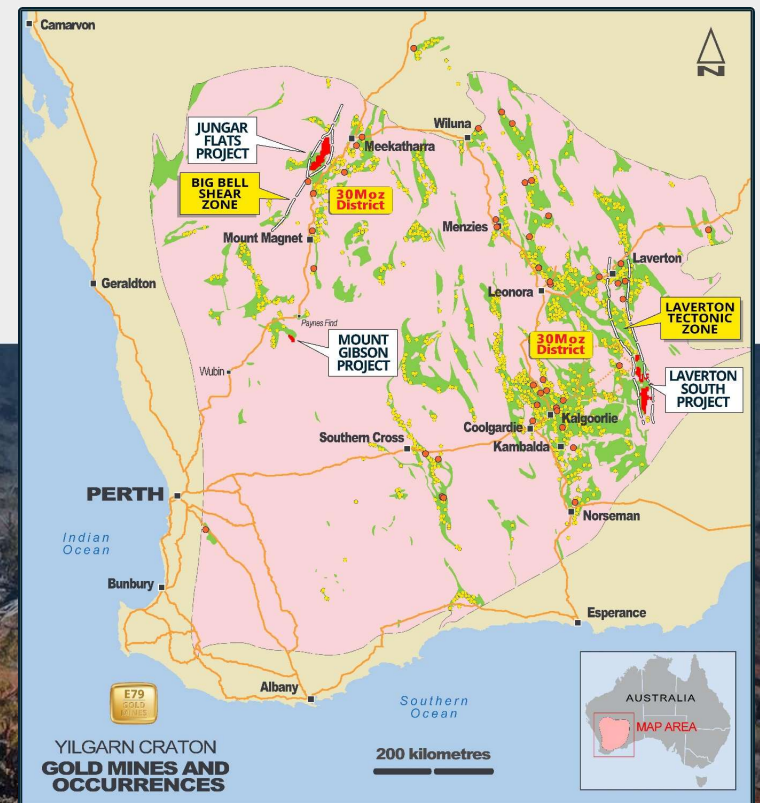 Carnarvon
N
JUNGAR
FLATS
PROJECT
Wiluna
Meekatharra
BIG BELL
SHEAR
ZONE
30Moz
District
Mount Magnet
Menzies
Laverton
Geraldton
Leonora
LAVERTON
TECTONIC
ZONE
Paynes Find
MOUNT
GIBSON
PROJECT
30Moz
District
Wubin
LAVERTON
SOUTH
PROJECT
Kalgoorlie
Coolgardie
Southern Cross
Kambalda
PERTH
Norseman
Indian
Ocean
Bunbury
Esperance
Albany
Southern
Ocean
E79
GOLD
MINES
YILGARN CRATON
GOLD MINES AND
OCCURRENCES
200 kilometres
AUSTRALIA
MAP AREA